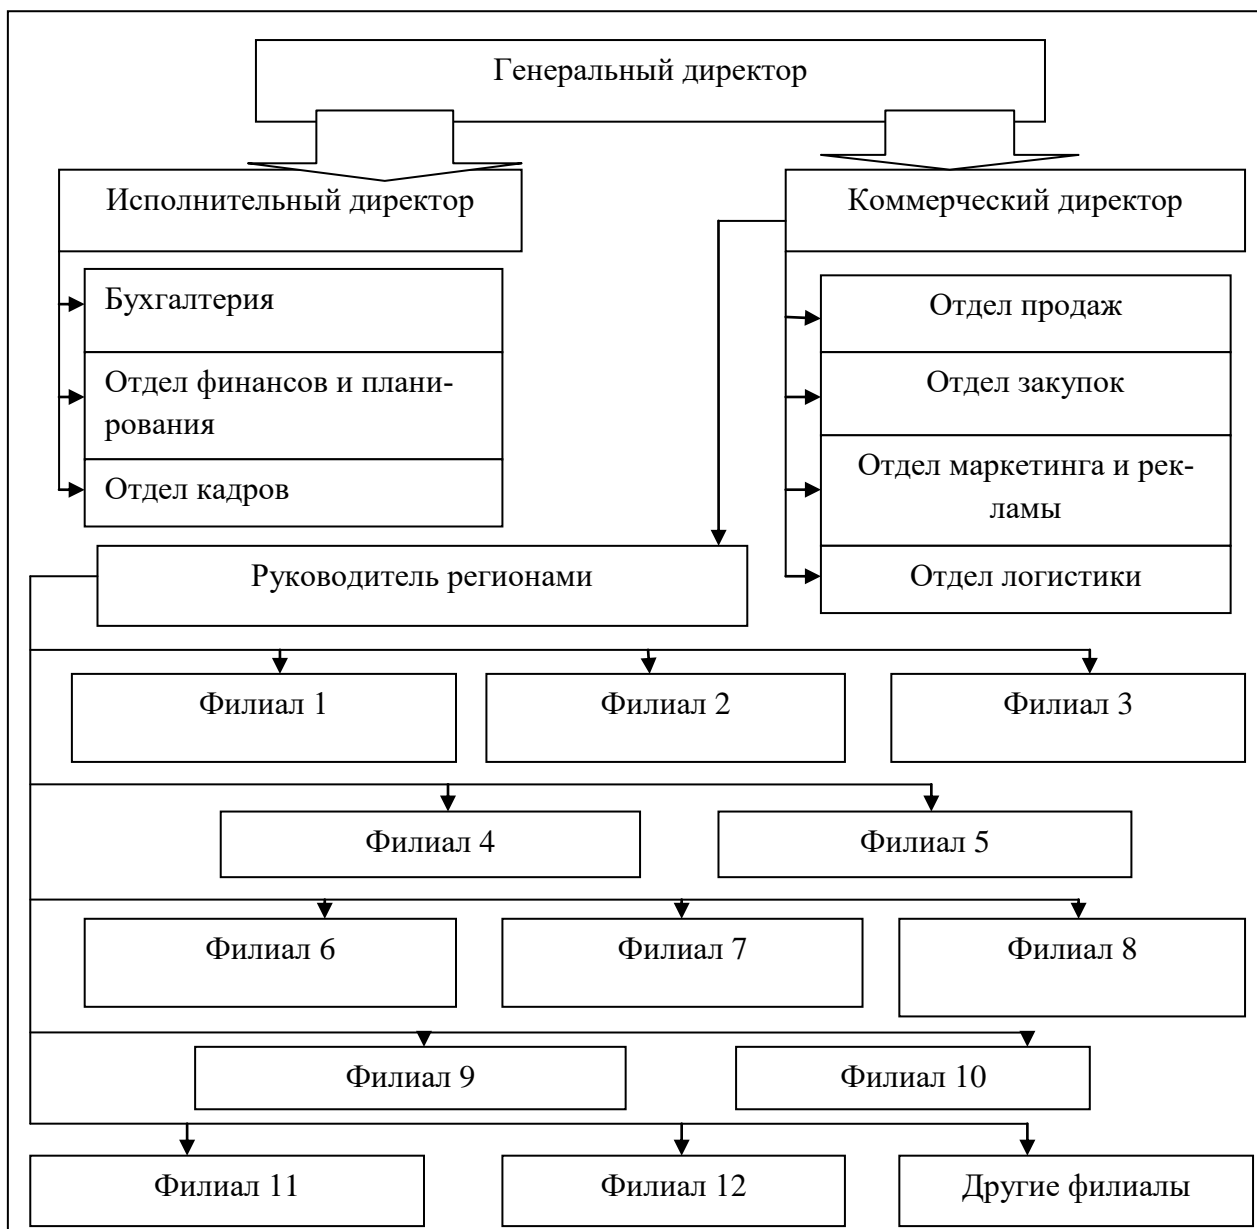 Генеральный директор
Исполнительный директор
Коммерческий директор
Бухгалтерия
Отдел финансов и плани-
рования
Отдел кадров
Отдел продаж
Отдел закупок
Отдел маркетинга и рек-
ламы
Отдел логистики
Руководитель регионами
Филиал 1
Филиал 2
Филиал 3
Филиал 4
Филиал 5
Филиал 6
Филиал 7
Филиал 8
Филиал 9
Филиал 10
Филиал 11
Филиал 12
Другие филиалы